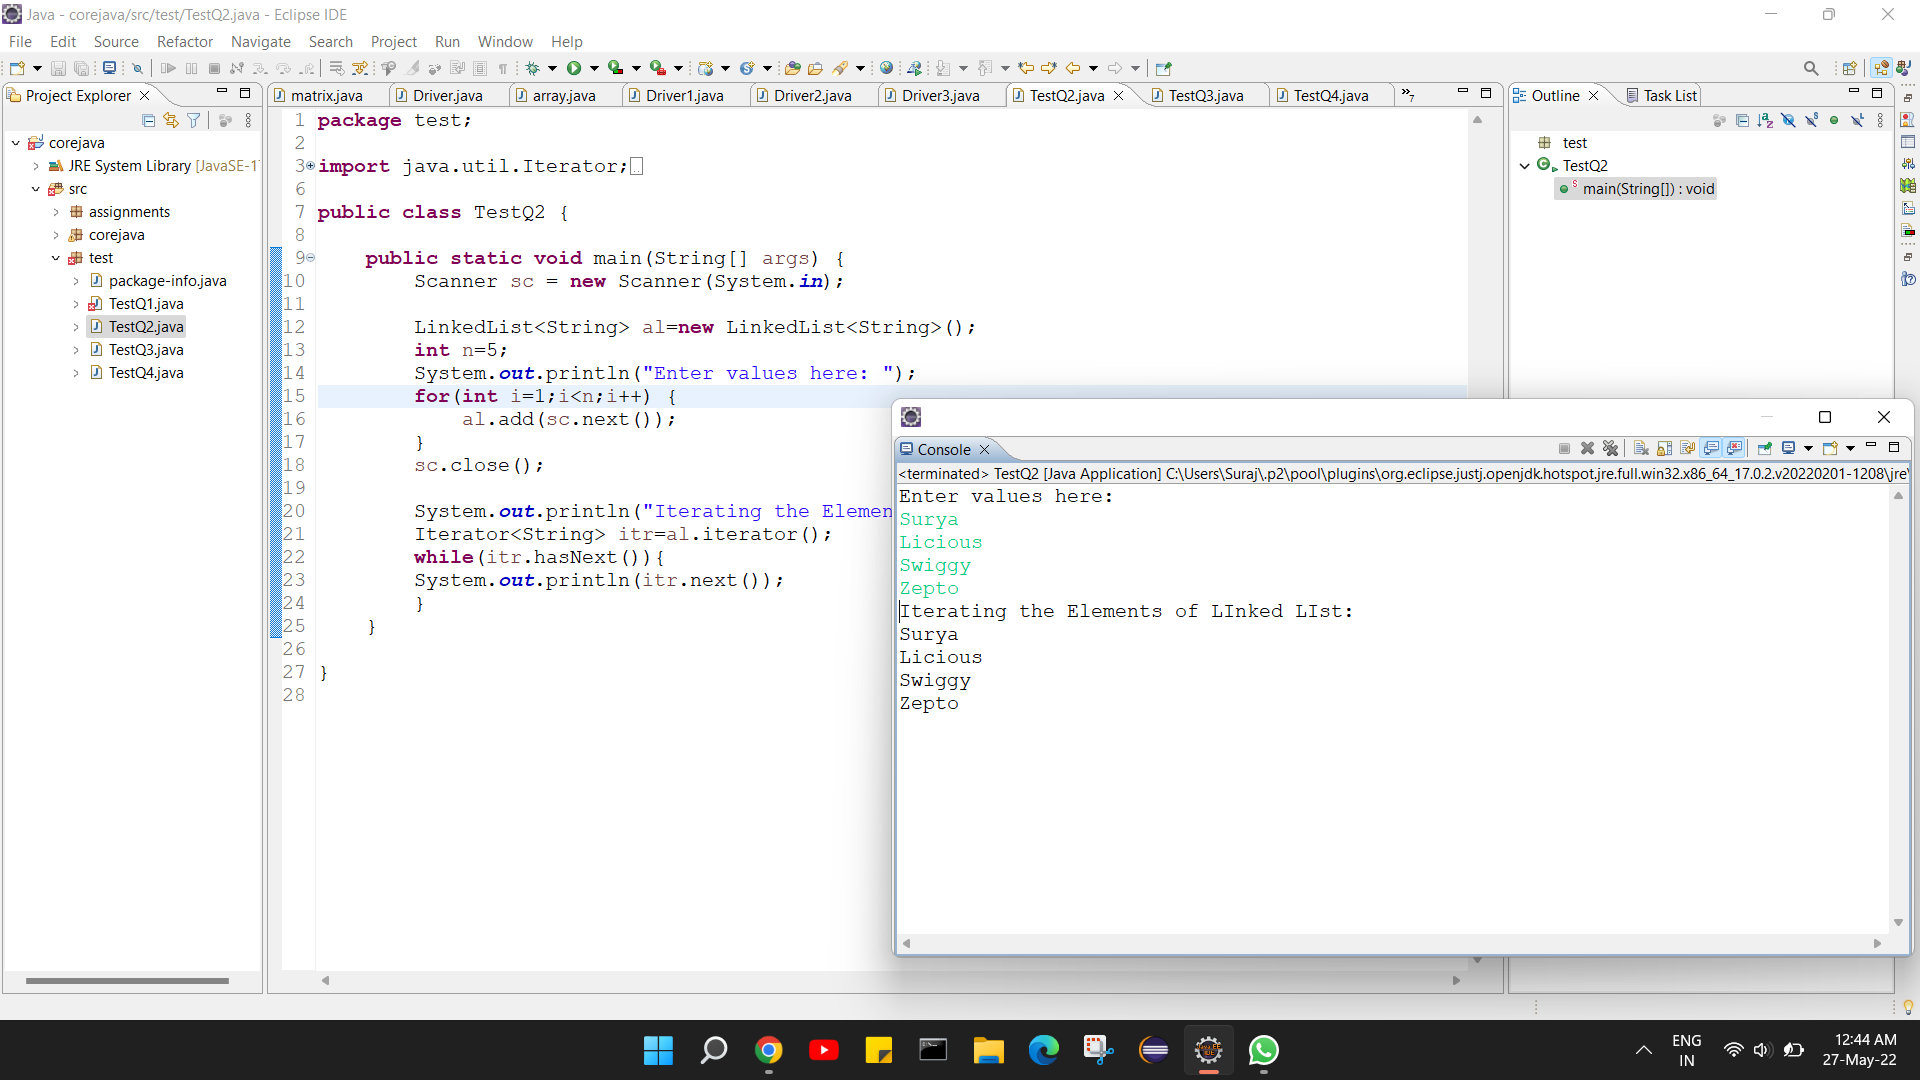 Java - corejava/src/test/TestQ2.java - Eclipse IDE
File Edit Source Refactor Navigate Search Project Run Window Help
Project Explorer
matrix.java Driver.java array.java Driver1.java Driver2.java Driver3.java TestQ2.java TestQ3.java TestQ4.java »7
Outline Task List
corejava
JRE System Library [JavaSE-1
src
assignments
corejava
test
package-info.java
TestQ1.java
TestQ2.java
TestQ3.java
TestQ4.java
1 package test;
2
3 import java.util.Iterator;
6
7 public class TestQ2 {
8
9 public static void main(String[] args) {
10 Scanner sc = new Scanner(System.in);
11
12 LinkedList<String> al=new LinkedList<String>();
13 int n=5;
14 System.out.println("Enter values here: ");
15 for(int i=1;i<n;i++) {
16 al.add(sc.next());
17 }
18 sc.close();
19
20 System.out.println("Iterating the Elemen
21 Iterator<String> itr=al.iterator();
22 while(itr.hasNext()){
23 System.out.println(itr.next());
24 }
25 }
26
27 }
28
test
TestQ2
main(String[]) : void
Console
<terminated> TestQ2 [Java Application] C:\Users\Suraj\.p2\pool\plugins\org.eclipse.justj.openjdk.hotspot.jre.full.win32.x86_64_17.0.2.v20220201-1208\jre\
Enter values here:
Surya
Licious
Swiggy
Zepto
Iterating the Elements of LInked LIst:
Surya
Licious
Swiggy
Zepto
ENG
IN
12:44 AM
27-May-22